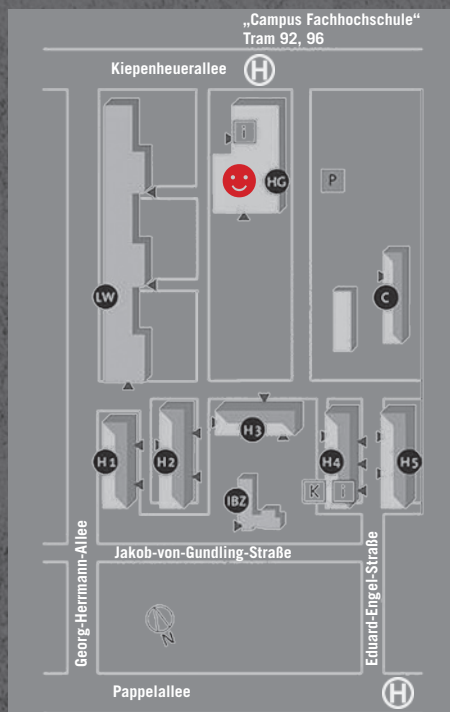 „Campus Fachhochschule“
Tram 92, 96
Kiepenheuerallee
H
i
HG
P
LW
C
H1
H2
H3
H4
H5
K
i
IBZ
Jakob-von-Gundling-Straße
Georg-Herrmann-Allee
Eduard-Engel-Straße
N
Pappelallee
H